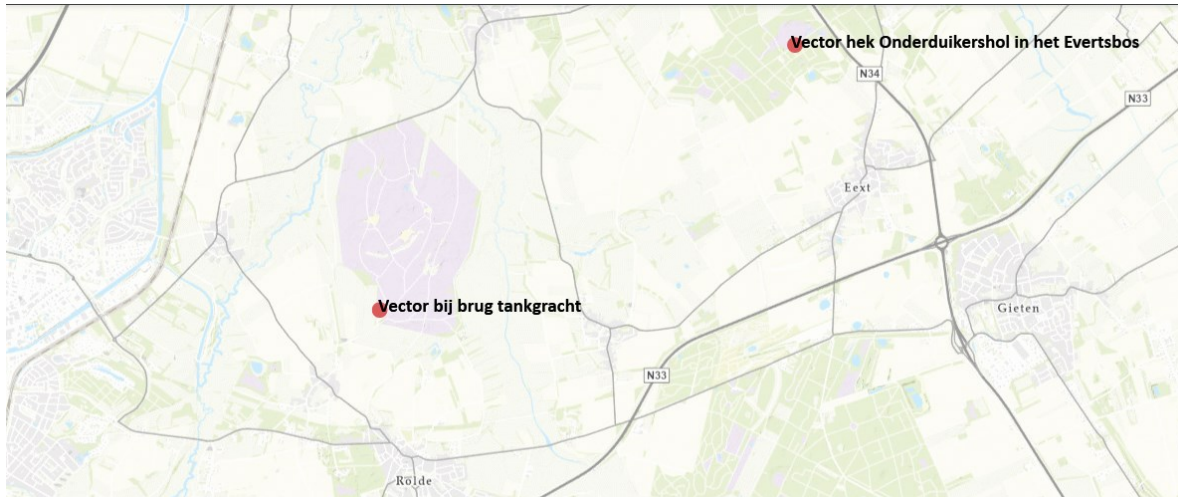 Vector hek Onderduikershol in het Evertsbos
N34
N33
Eext
Vector bij brug tankgracht
Gieten
N33
Rolde